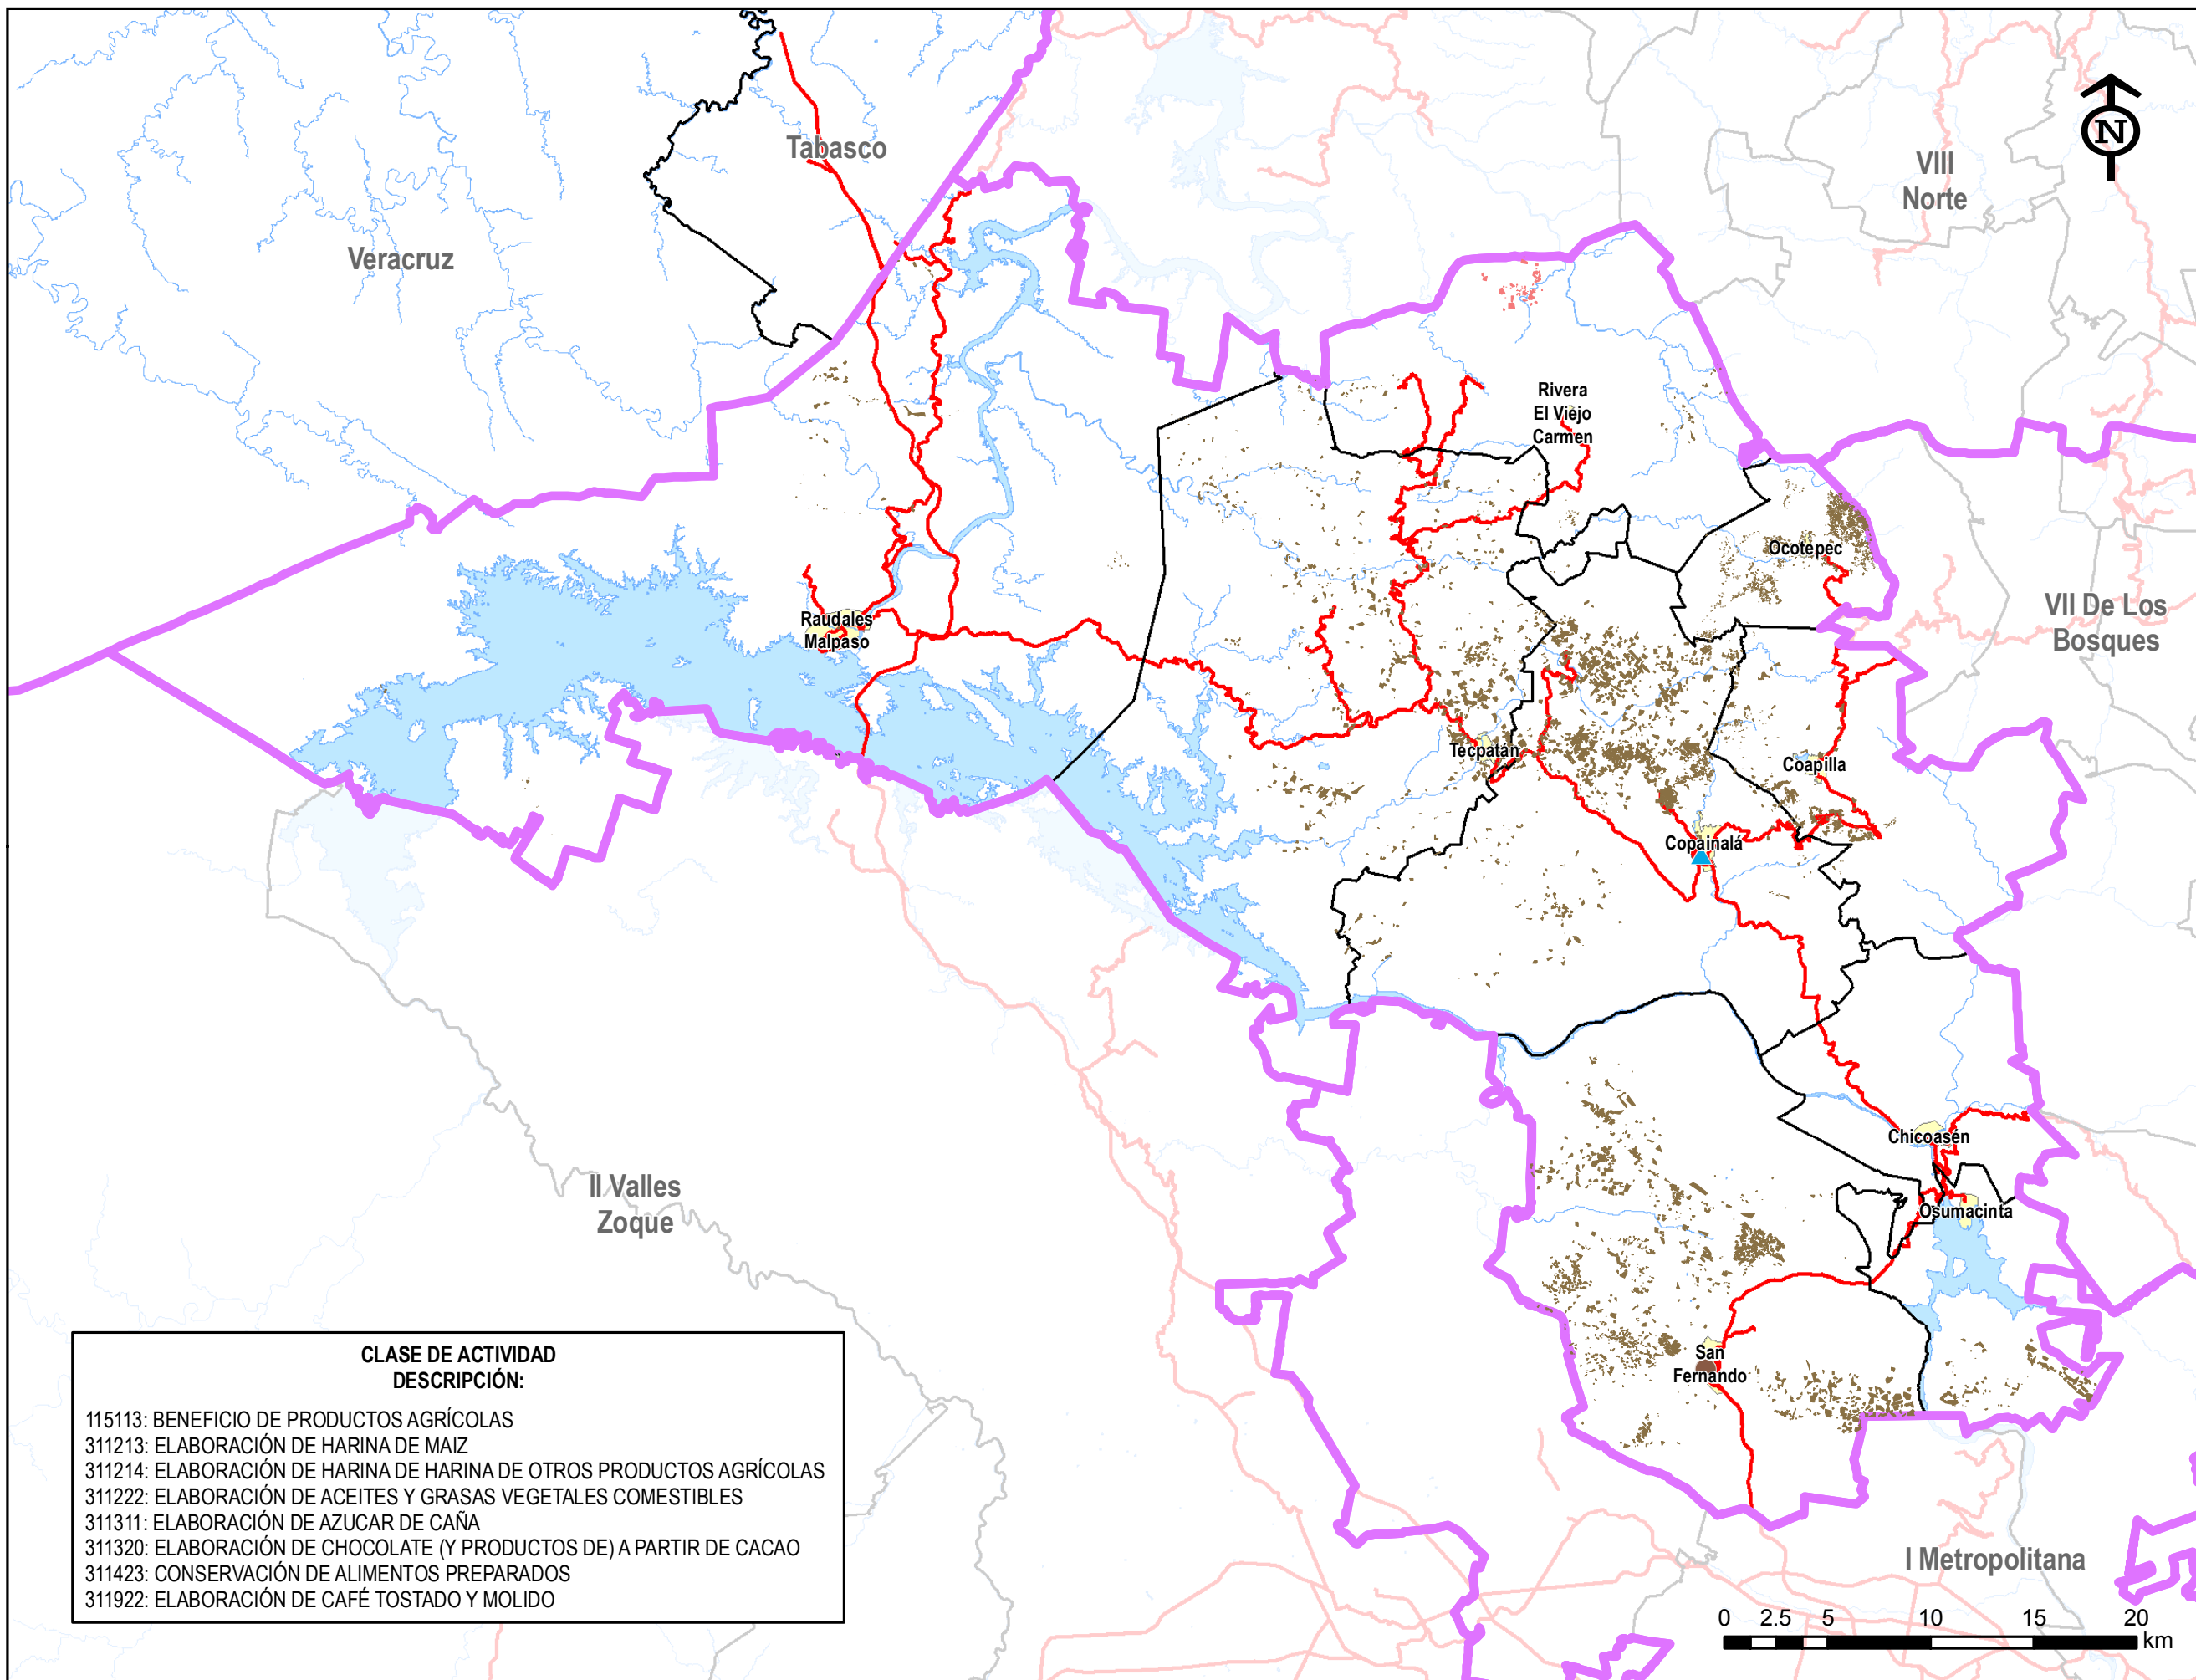 Tabasco
Veracruz
VIII
Norte
Rivera
El Viejo
Carmen
Ocotepec
VII De Los
Bosques
Raudales
Malpaso
Tecpatán
Coapilla
Copainalá
Chicoasén
Osumacinta
II Valles
Zoque
San
Fernando
I Metropolitana
N
CLASE DE ACTIVIDAD
DESCRIPCIÓN:
115113: BENEFICIO DE PRODUCTOS AGRÍCOLAS
311213: ELABORACIÓN DE HARINA DE MAIZ
311214: ELABORACIÓN DE HARINA DE HARINA DE OTROS PRODUCTOS AGRÍCOLAS
311222: ELABORACIÓN DE ACEITES Y GRASAS VEGETALES COMESTIBLES
311311: ELABORACIÓN DE AZUCAR DE CAÑA
311320: ELABORACIÓN DE CHOCOLATE (Y PRODUCTOS DE) A PARTIR DE CACAO
311423: CONSERVACIÓN DE ALIMENTOS PREPARADOS
311922: ELABORACIÓN DE CAFÉ TOSTADO Y MOLIDO
0 2.5 5 10 15 20
km